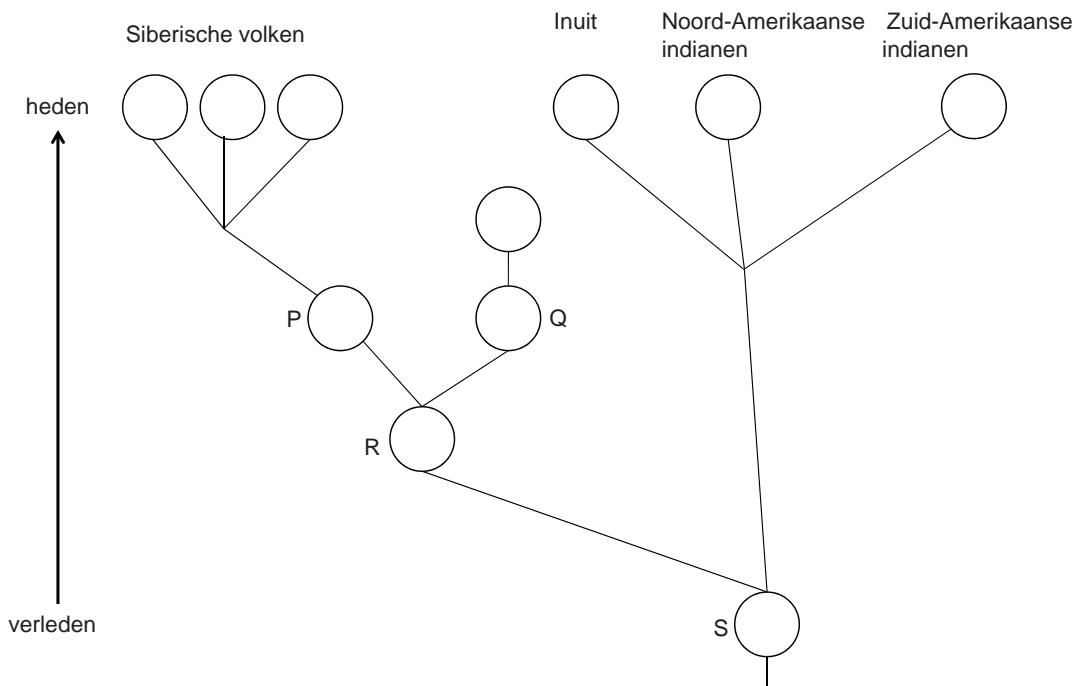 Siberische volken
Inuit
Noord-Amerikaanse
indianen
Zuid-Amerikaanse
indianen
heden
P
Q
R
S
verleden